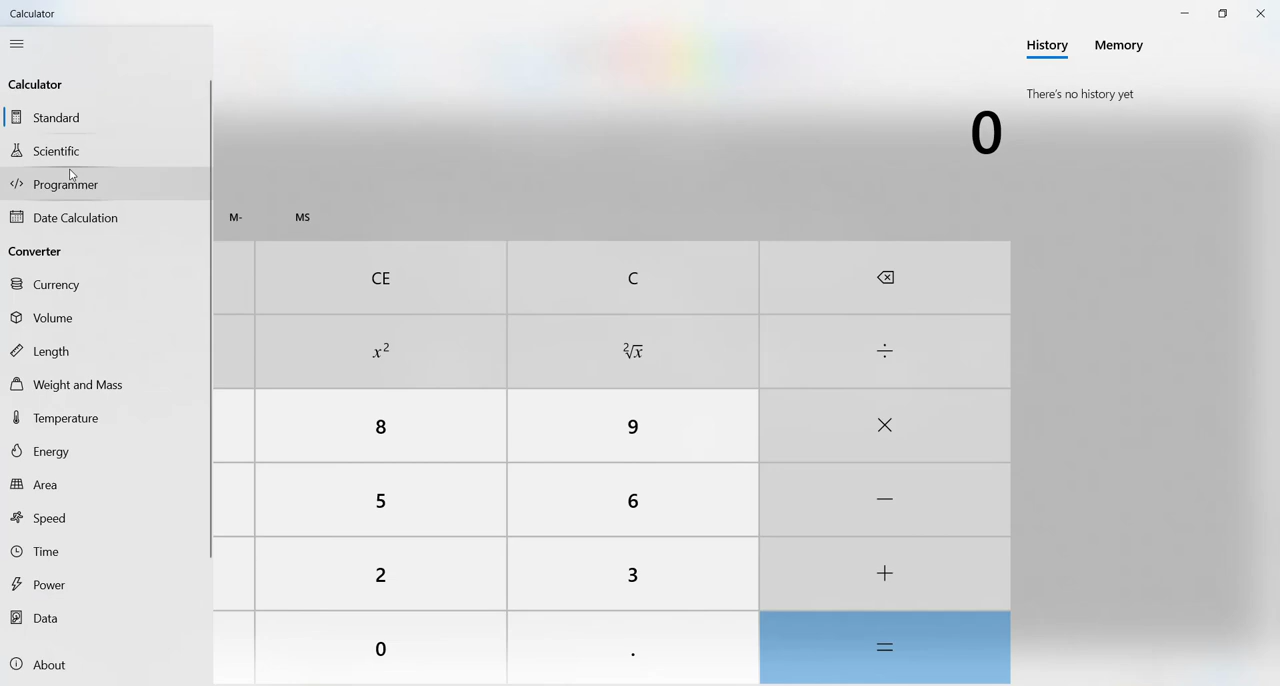 Calculator
History Memory
There's no history yet
0
Calculator
Standard
Scientific
Programmer
Date Calculation
Converter
Currency
Volume
Length
Weight and Mass
Temperature
Energy
Area
Speed
Time
Power
Data
About
M- MS
CE C
x² ²√x ÷
8 9 ×
5 6 −
2 3 +
0 . =